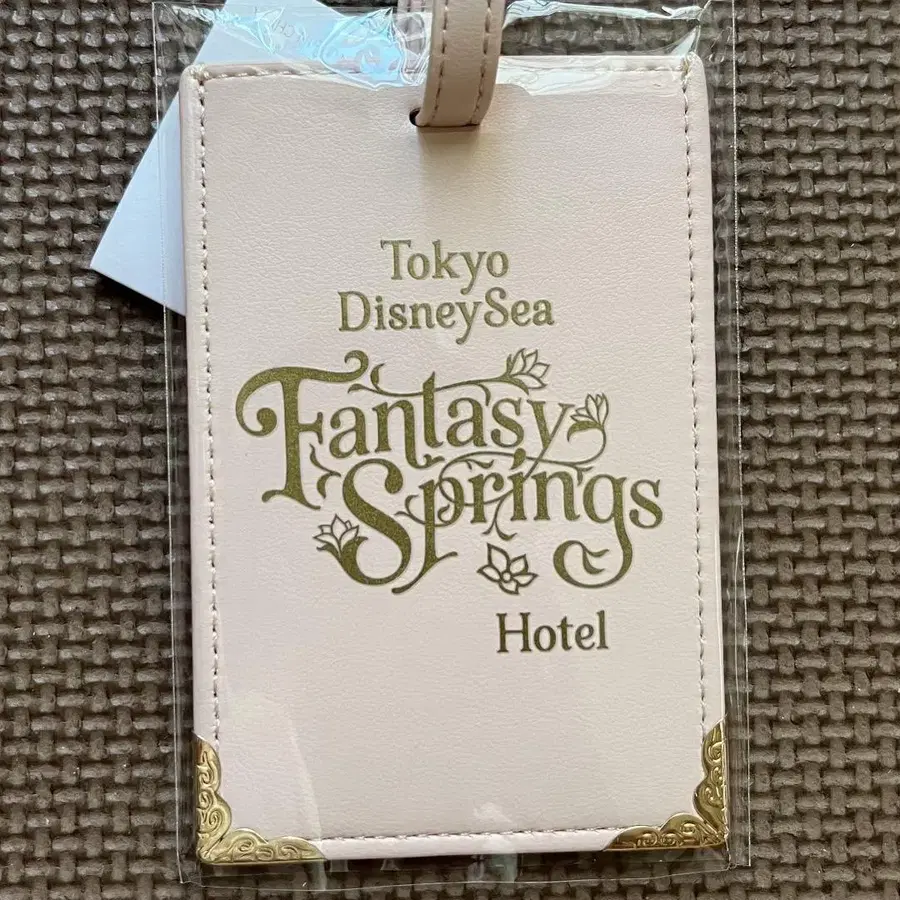 Tokyo
DisneySea
Fantasy
Springs
Hotel